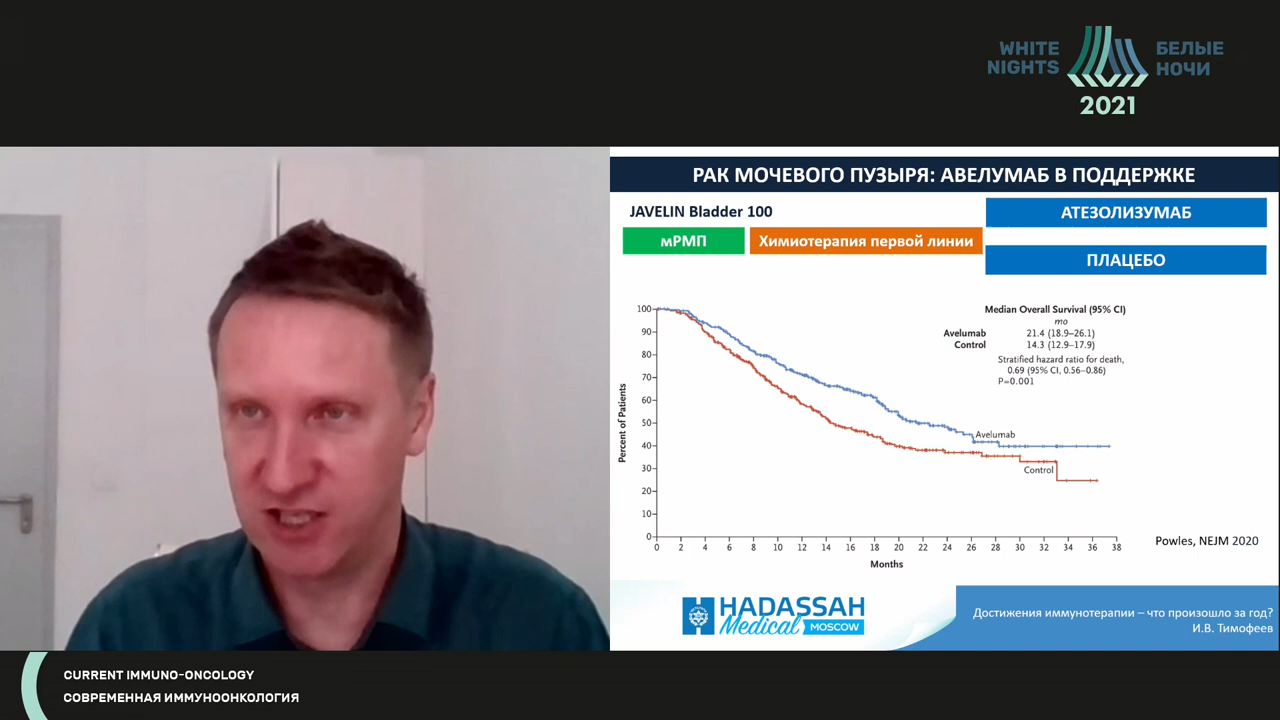 WHITE NIGHTS
БЕЛЫЕ НОЧИ
2021
РАК МОЧЕВОГО ПУЗЫРЯ: АВЕЛУМАБ В ПОДДЕРЖКЕ
JAVELIN Bladder 100
АТЕЗОЛИЗУМАБ
мРМП
Химиотерапия первой линии
ПЛАЦЕБО
Median Overall Survival (95% CI)
mo
Avelumab 21.4 (18.9–26.1)
Control 14.3 (12.9–17.9)
Stratified hazard ratio for death,
0.69 (95% CI, 0.56–0.86)
P=0.001
Percent of Patients
100
90
80
70
60
50
40
30
20
10
0
Avelumab
Control
0 2 4 6 8 10 12 14 16 18 20 22 24 26 28 30 32 34 36 38
Months
Powles, NEJM 2020
HADASSAH
Medical MOSCOW
Достижения иммунотерапии – что произошло за год?
И.В. Тимофеев
CURRENT IMMUNO-ONCOLOGY
СОВРЕМЕННАЯ ИММУНООНКОЛОГИЯ